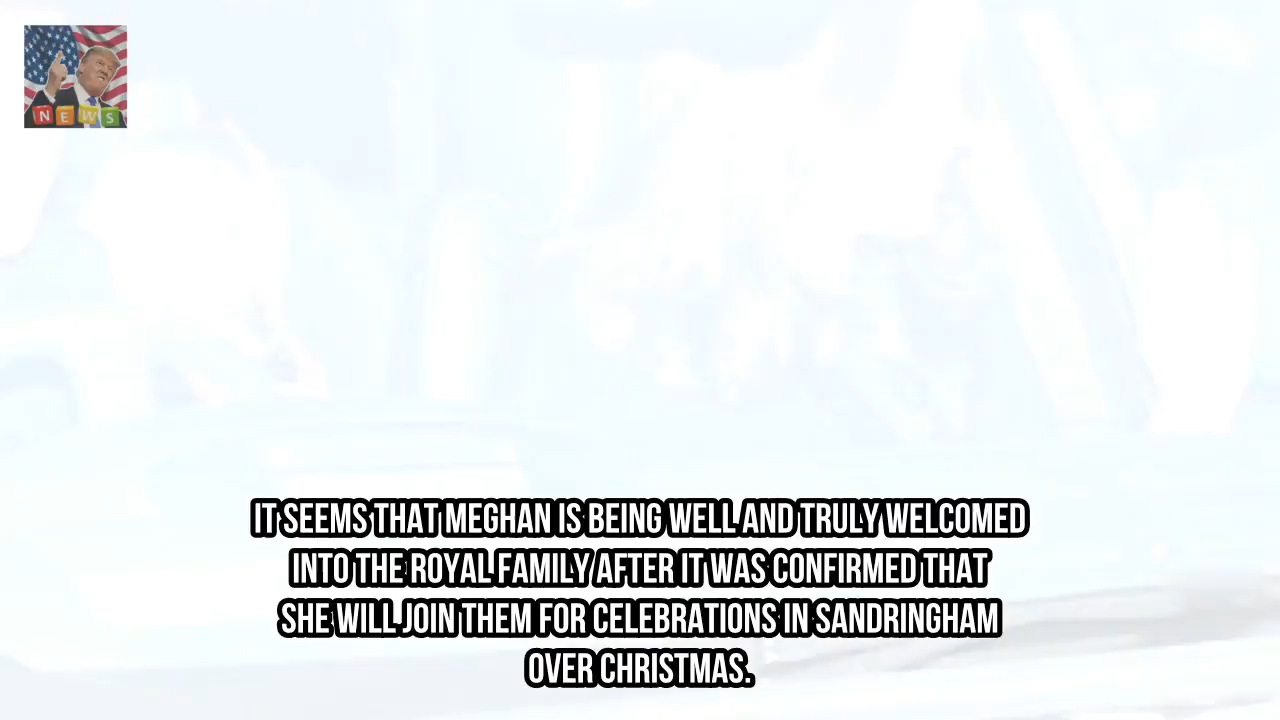 NEWS
IT SEEMS THAT MEGHAN IS BEING WELL AND TRULY WELCOMED
INTO THE ROYAL FAMILY AFTER IT WAS CONFIRMED THAT
SHE WILL JOIN THEM FOR CELEBRATIONS IN SANDRINGHAM
OVER CHRISTMAS.